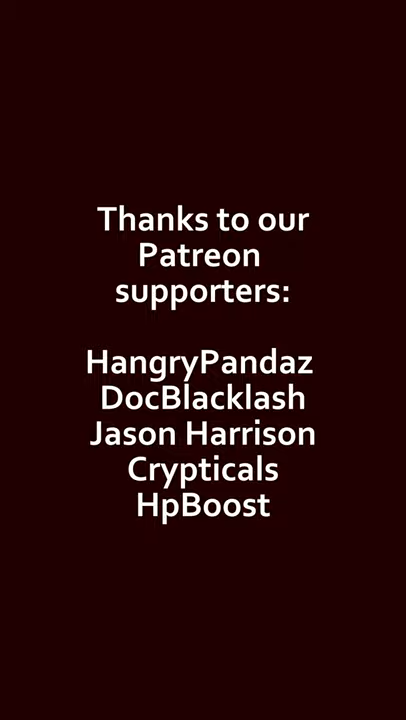 Thanks to our
Patreon
supporters:
HangryPandaz
DocBlacklash
Jason Harrison
Crypticals
HpBoost